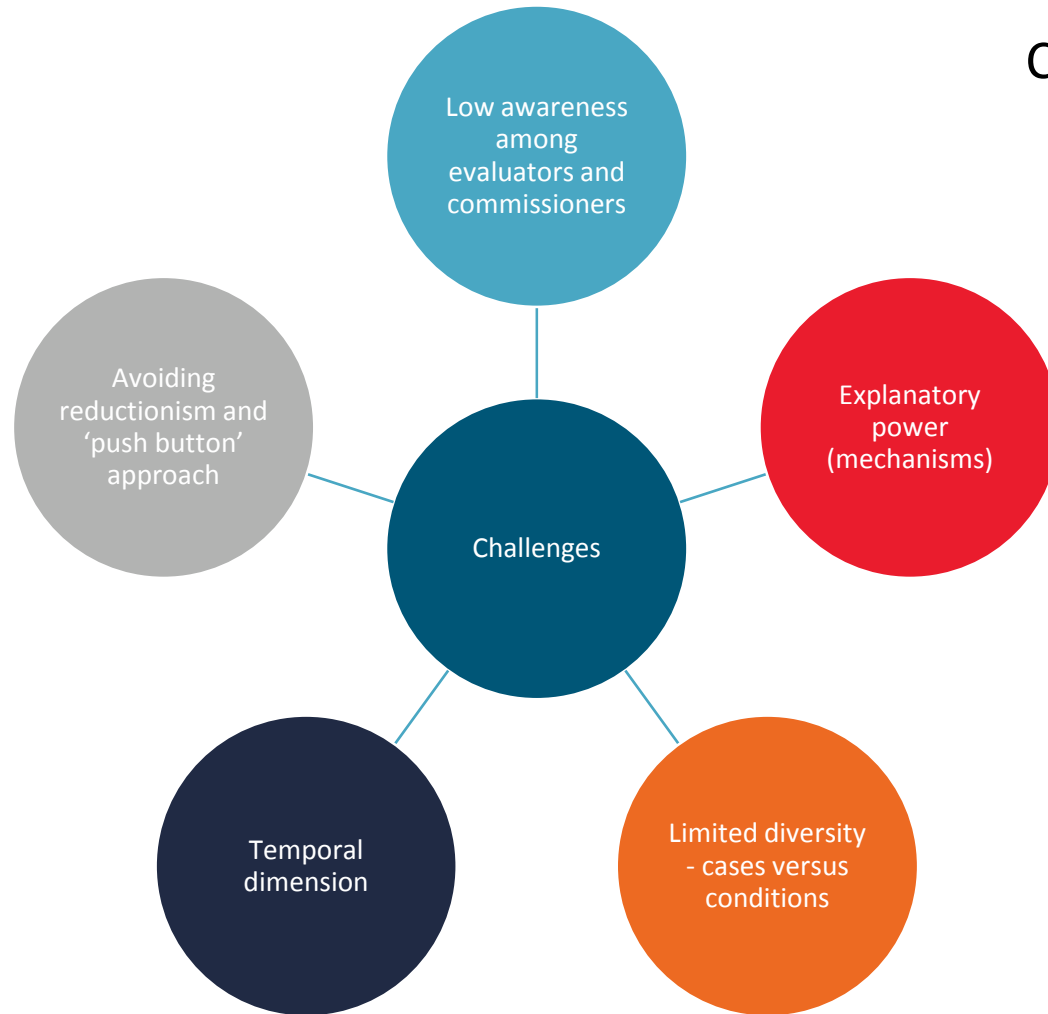 Low awareness
among
evaluators and
commissioners
Explanatory
power
(mechanisms)
Limited diversity
- cases versus
conditions
Temporal
dimension
Avoiding
reductionism and
‘push button’
approach
Challenges